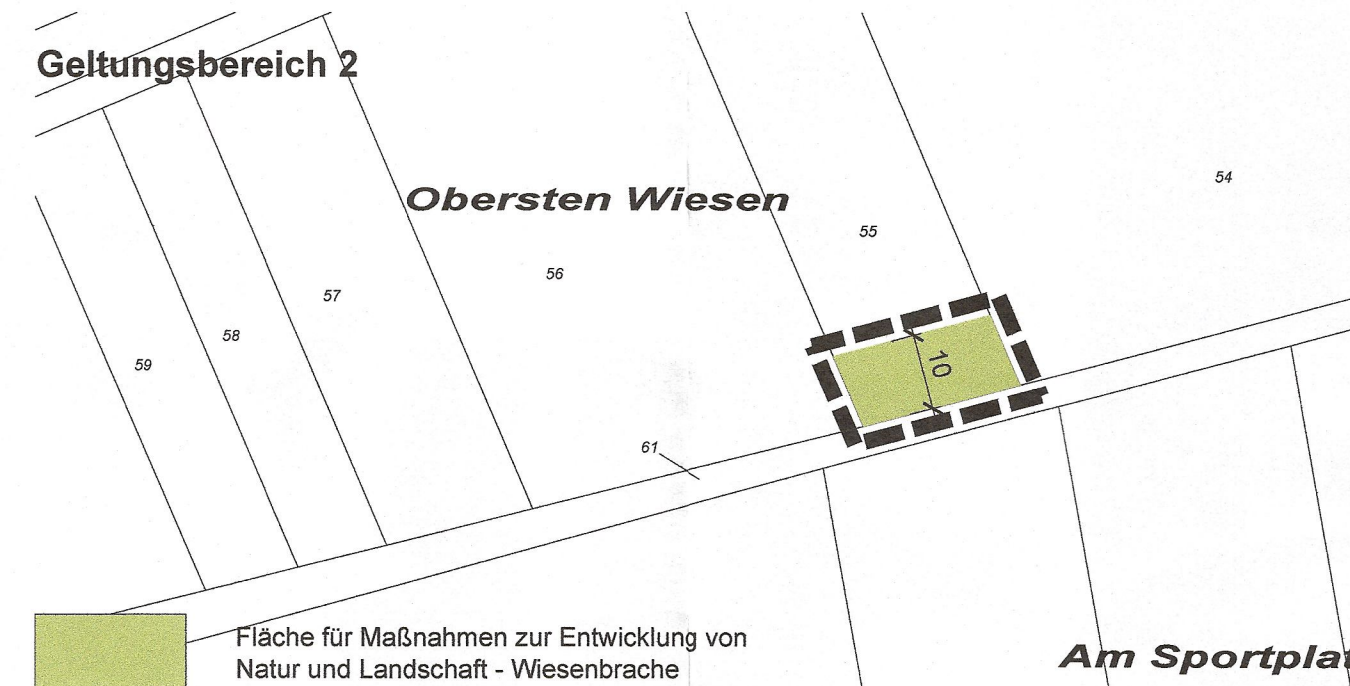 Geltungsbereich 2
Obersten Wiesen
54
55
56
57
58
59
10
61
Fläche für Maßnahmen zur Entwicklung von
Natur und Landschaft - Wiesenbrache
Am Sportplat